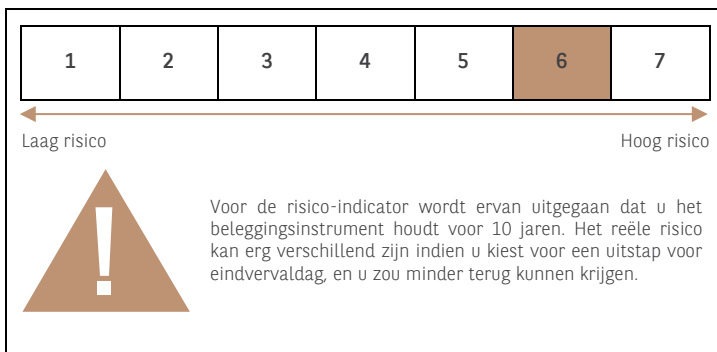 1 2 3 4 5 6 7
Laag risico Hoog risico
!
Voor de risico-indicator wordt ervan uitgegaan dat u het
beleggingsinstrument houdt voor 10 jaren. Het reële risico
kan erg verschillend zijn indien u kiest voor een uitstap voor
eindvervaldag, en u zou minder terug kunnen krijgen.